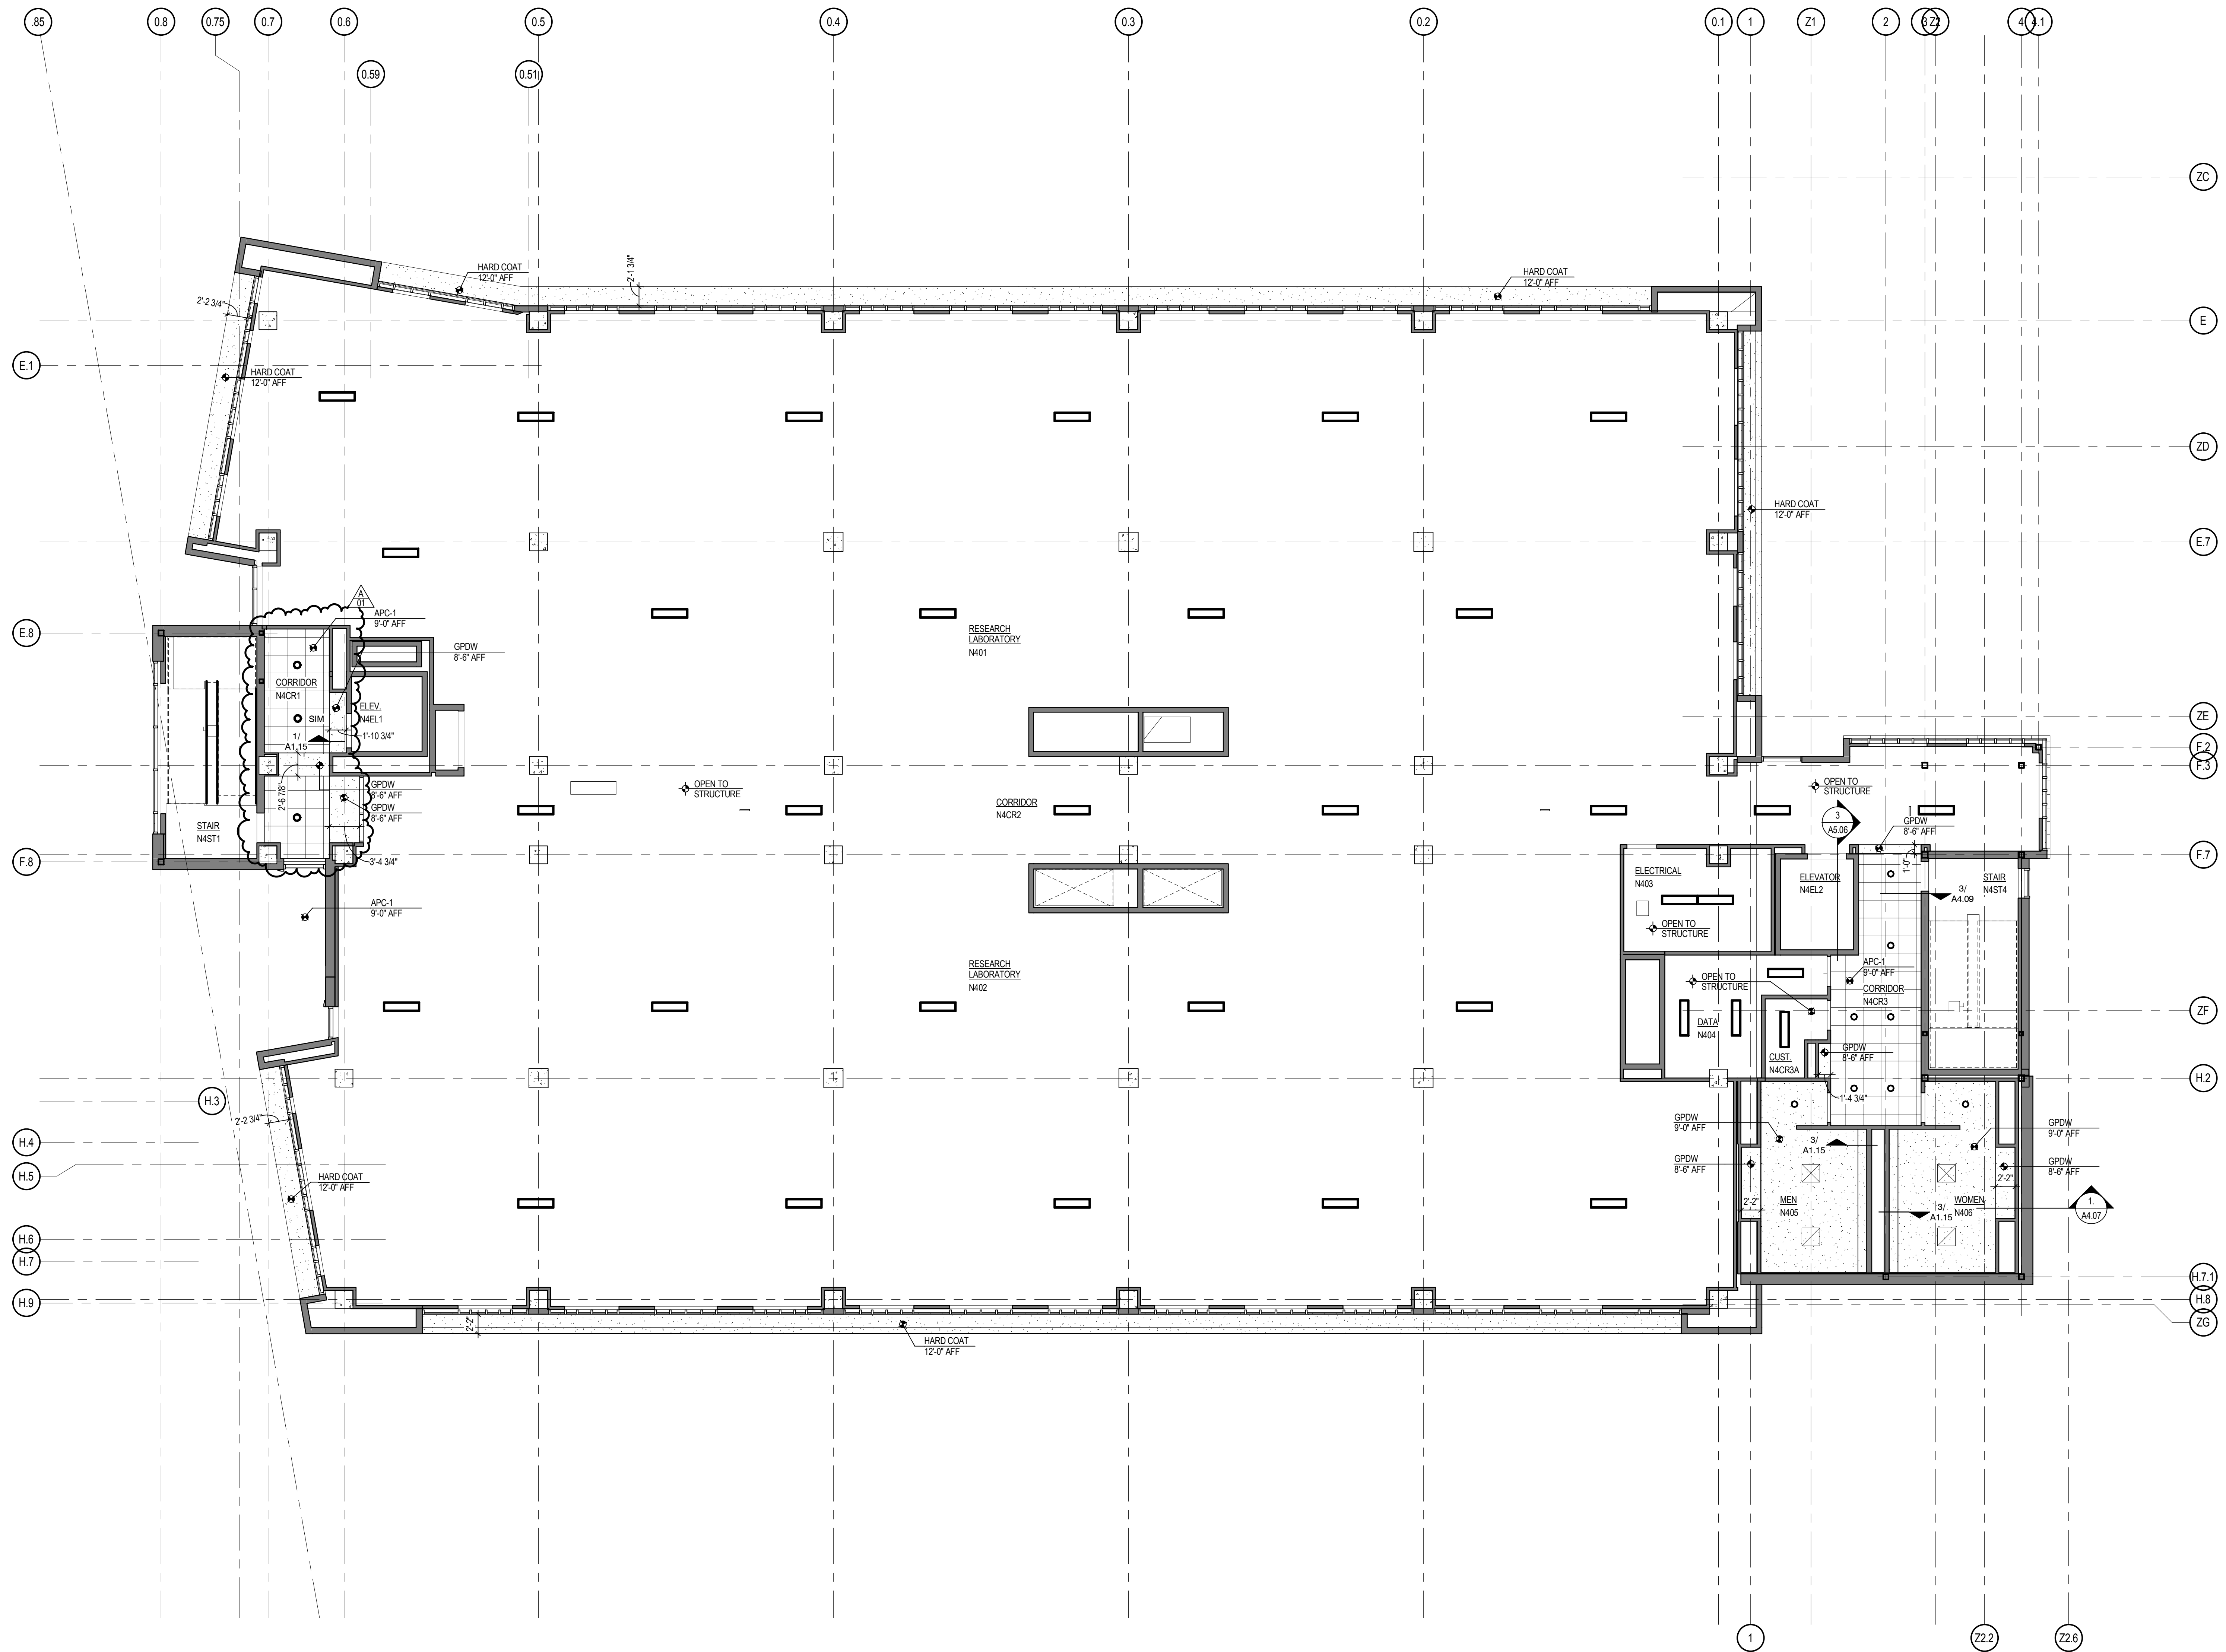 .85
0.8
0.75
0.7
0.6
0.5
0.4
0.3
0.2
0.1
1
Z1
2
3
Z2
4
4.1
0.59
0.51
ZC
HARD COAT
12'-0" AFF
2'-1 3/4"
HARD COAT
12'-0" AFF
2'-2 3/4"
E
E.1
HARD COAT
12'-0" AFF
ZD
HARD COAT
12'-0" AFF
E.7
A
01
APC-1
9'-0" AFF
E.8
RESEARCH
LABORATORY
N401
GPDW
8'-6" AFF
CORRIDOR
N4CR1
ELEV.
N4EL1
SIM
1/
A1.15
1'-10 3/4"
ZE
F.2
F.3
2'-6 7/8"
GPDW
8'-6" AFF
GPDW
8'-6" AFF
OPEN TO
STRUCTURE
CORRIDOR
N4CR2
OPEN TO
STRUCTURE
3
A5.06
GPDW
8'-6" AFF
STAIR
N4ST1
3'-4 3/4"
F.8
F.7
1'-0"
ELECTRICAL
N403
ELEVATOR
N4EL2
STAIR
N4ST4
3/
A4.09
APC-1
9'-0" AFF
OPEN TO
STRUCTURE
RESEARCH
LABORATORY
N402
OPEN TO
STRUCTURE
APC-1
9'-0" AFF
CORRIDOR
N4CR3
ZF
DATA
N404
CUST.
N4CR3A
GPDW
8'-6" AFF
H.2
1'-4 3/4"
H.3
2'-2 3/4"
H.4
GPDW
9'-0" AFF
3/
A1.15
GPDW
9'-0" AFF
H.5
GPDW
8'-6" AFF
GPDW
8'-6" AFF
HARD COAT
12'-0" AFF
2'-2"
MEN
N405
3/
A1.15
WOMEN
N406
2'-2"
1.
A4.07
H.6
H.7
H.7.1
H.9
H.8
ZG
2'-2"
HARD COAT
12'-0" AFF
1
Z2.2
Z2.6